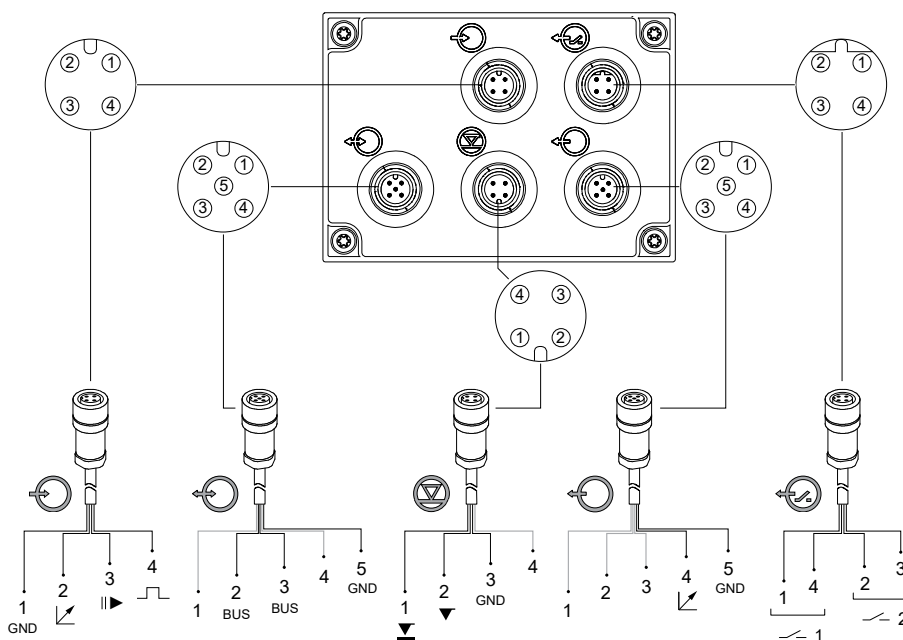 ② ①
③ ④
② ①
⑤
③ ④
④ ③
① ②
② ①
⑤
③ ④
② ①
③ ④
1 2 3 4
GND
1 2 3 4 5
BUS BUS GND
1 2 3 4
GND
1 2 3 4 5
GND
1 4 2 3
1 2